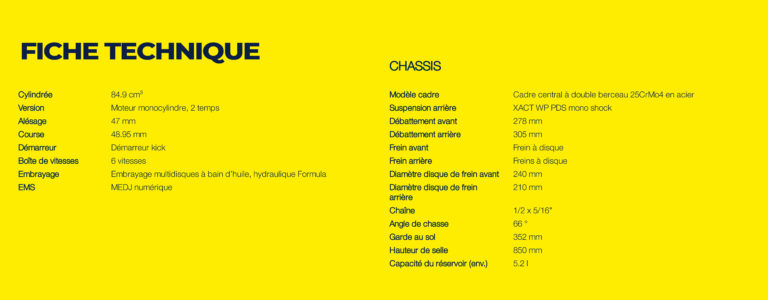 FICHE TECHNIQUE
Cylindrée 84.9 cm³
Version Moteur monocylindre, 2 temps
Alésage 47 mm
Course 48.95 mm
Démarreur Démarreur kick
Boîte de vitesses 6 vitesses
Embrayage Embrayage multidisques à bain d'huile, hydraulique Formula
EMS MEDJ numérique
CHASSIS
Modèle cadre Cadre central à double berceau 25CrMo4 en acier
Suspension arrière XACT WP PDS mono shock
Débattement avant 278 mm
Débattement arrière 305 mm
Frein avant Frein à disque
Frein arrière Freins à disque
Diamètre disque de frein avant 240 mm
Diamètre disque de frein 210 mm
arrière
Chaîne 1/2 x 5/16"
Angle de chasse 66 °
Garde au sol 352 mm
Hauteur de selle 850 mm
Capacité du réservoir (env.) 5.2 l